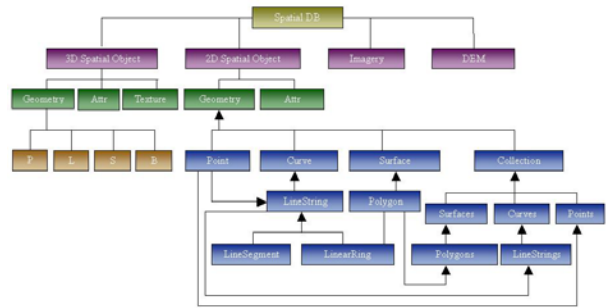 Spatial DB
3D Spatial Object 2D Spatial Object Imagery DEM
Geometry Attr Texture Geometry Attr
P L S B Point Curve Surface Collection
LineString Polygon
Surfaces Curves Points
LineSegment LinearRing Polygons LineStrings